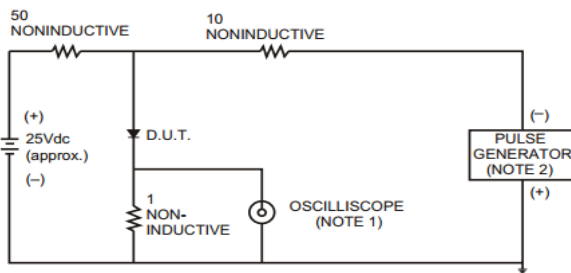 50
NONINDUCTIVE
10
NONINDUCTIVE
(+)
25Vdc
(approx.)
(–)
D.U.T.
1
NON-
INDUCTIVE
OSCILLISCOPE
(NOTE 1)
(–)
PULSE
GENERATOR
(NOTE 2)
(+)